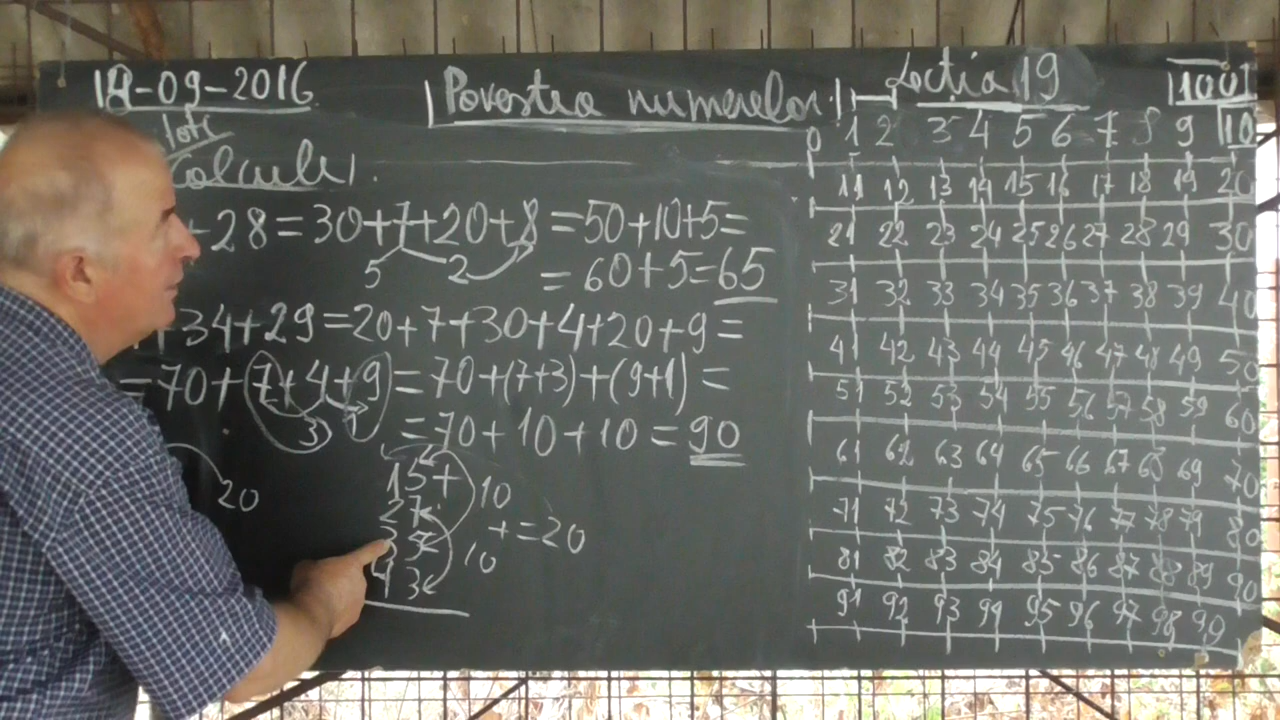 18-09-2016
Povestea numerelor.
Lectia 19
100
Calcule
+28=30+7+20+8=50+10+5=
5 2
=60+5=65
+34+29=20+7+30+4+20+9=
=70+(7+4+9)=70+(7+3)+(9+1)=
3 1
=70+10+10=90
20
15+
27
35
43
10
10
+=20
0 1 2 3 4 5 6 7 8 9 10
11 12 13 14 15 16 17 18 19 20
21 22 23 24 25 26 27 28 29 30
31 32 33 34 35 36 37 38 39 40
41 42 43 44 45 46 47 48 49 50
51 52 53 54 55 56 57 58 59 60
61 62 63 64 65 66 67 68 69 70
71 72 73 74 75 76 77 78 79 80
81 82 83 84 85 86 87 88 89 90
91 92 93 94 95 96 97 98 99